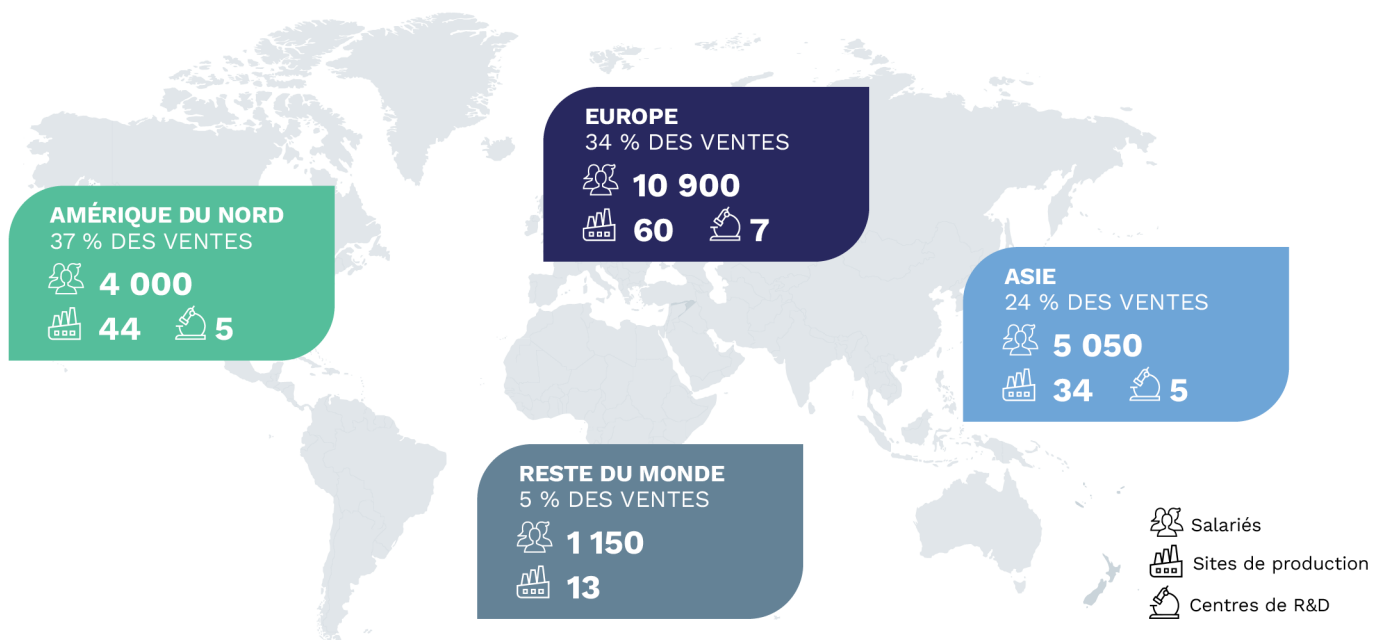 EUROPE
34 % DES VENTES
10 900
60 7
AMÉRIQUE DU NORD
37 % DES VENTES
4 000
44 5
ASIE
24 % DES VENTES
5 050
34 5
RESTE DU MONDE
5 % DES VENTES
1 150
13
Salariés
Sites de production
Centres de R&D